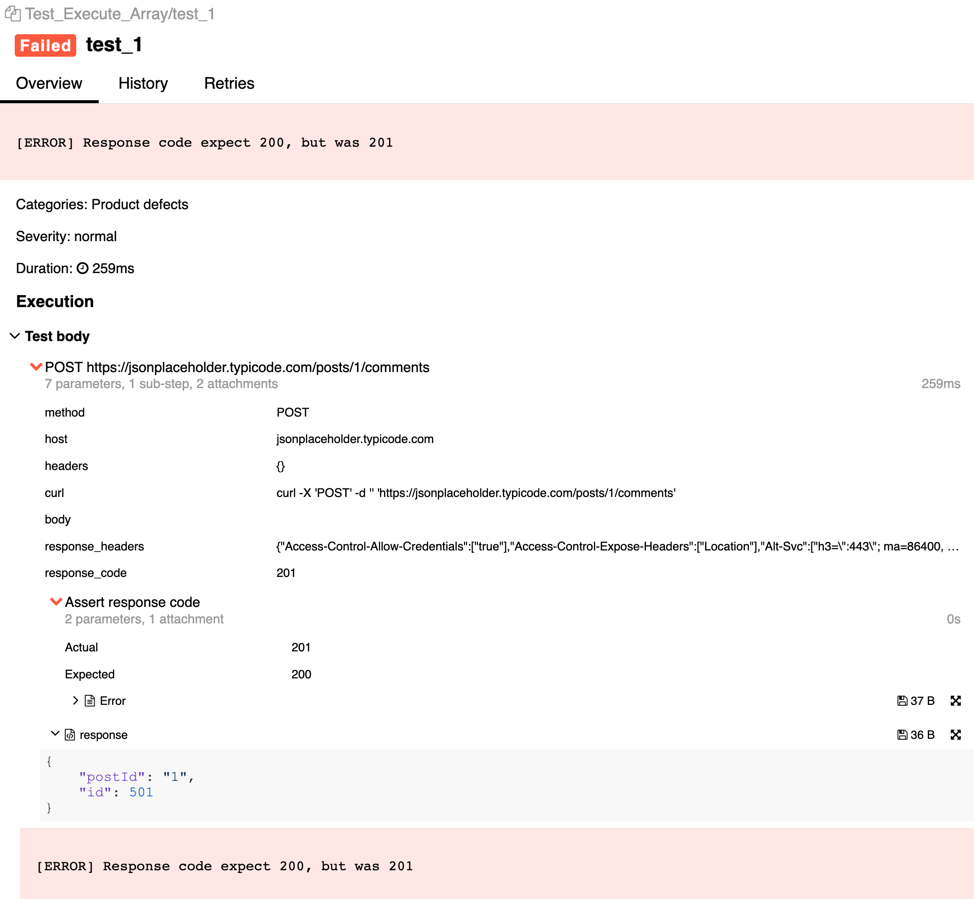 Test_Execute_Array/test_1
Failed test_1
Overview History Retries
[ERROR] Response code expect 200, but was 201
Categories: Product defects
Severity: normal
Duration: 259ms
Execution
Test body
POST https://jsonplaceholder.typicode.com/posts/1/comments
7 parameters, 1 sub-step, 2 attachments 259ms
method POST
host jsonplaceholder.typicode.com
headers {}
curl curl -X 'POST' -d '' 'https://jsonplaceholder.typicode.com/posts/1/comments'
body
response_headers {"Access-Control-Allow-Credentials":["true"],"Access-Control-Expose-Headers":["Location"],"Alt-Svc":["h3=\":443\"; ma=86400, …
response_code 201
Assert response code
2 parameters, 1 attachment 0s
Actual 201
Expected 200
Error 37 B
response 36 B
{
    "postId": "1",
    "id": 501
}
[ERROR] Response code expect 200, but was 201